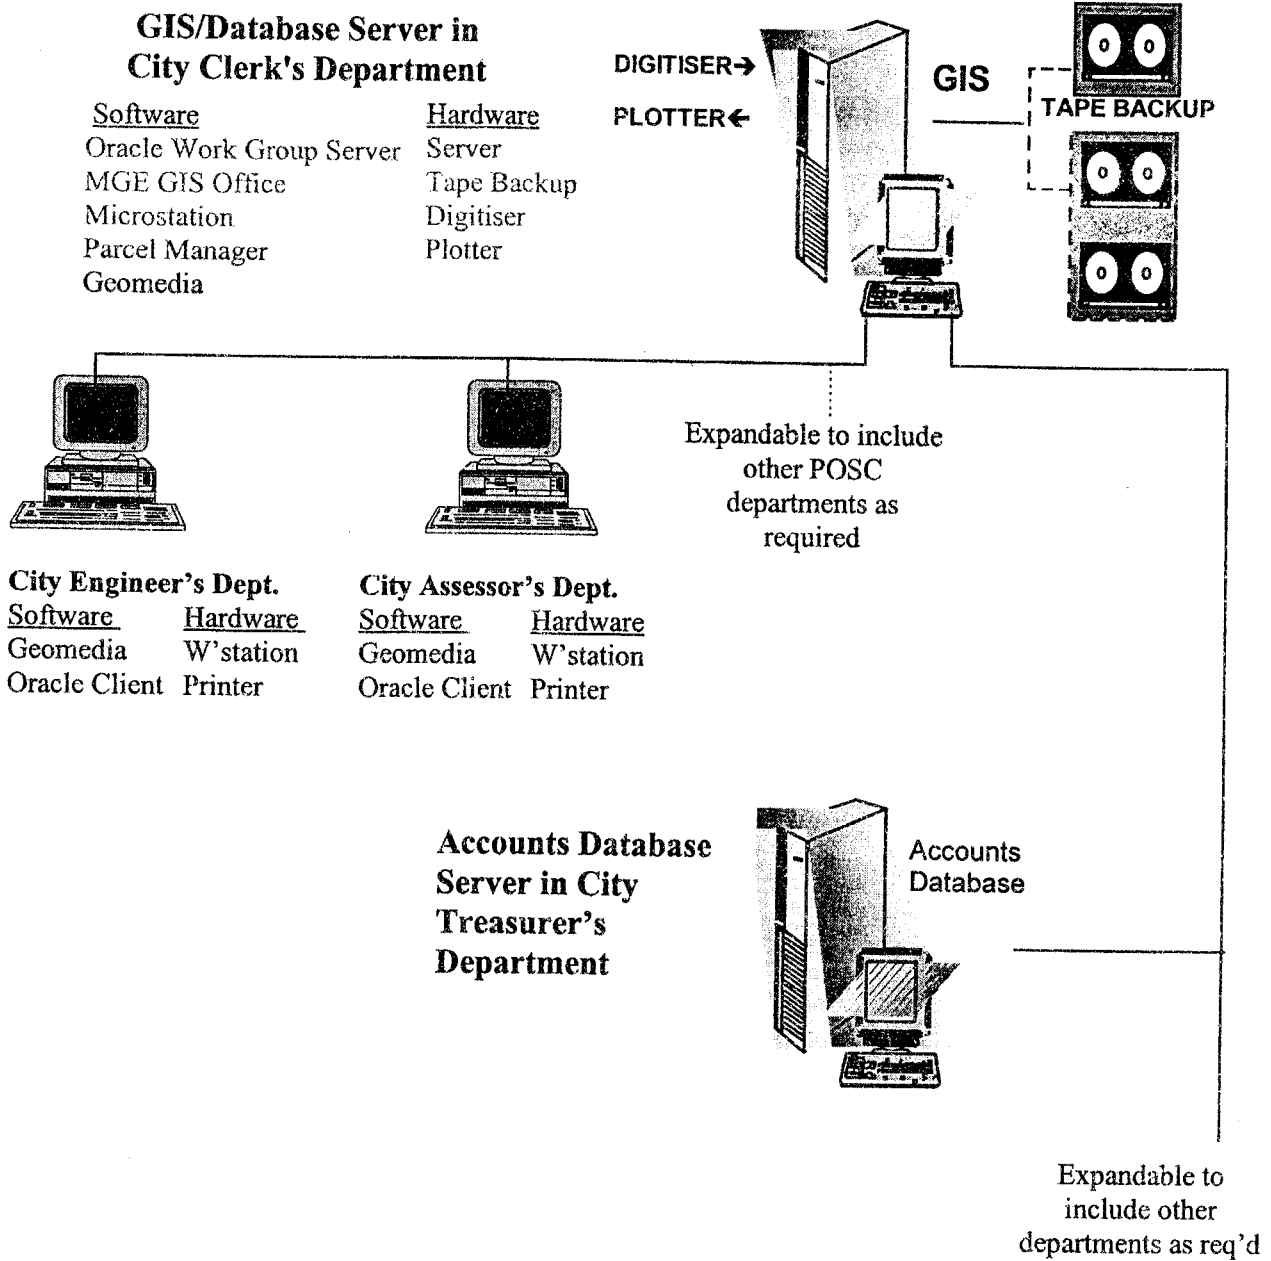 GIS/Database Server in
City Clerk's Department
Software
Oracle Work Group Server
MGE GIS Office
Microstation
Parcel Manager
Geomedia
Hardware
Server
Tape Backup
Digitiser
Plotter
DIGITISER→
PLOTTER←
GIS
TAPE BACKUP
Expandable to include
other POSC
departments as
required
City Engineer's Dept.
Software
Geomedia
Oracle Client
Hardware
W'station
Printer
City Assessor's Dept.
Software
Geomedia
Oracle Client
Hardware
W'station
Printer
Accounts Database
Server in City
Treasurer's
Department
Accounts
Database
Expandable to
include other
departments as req'd